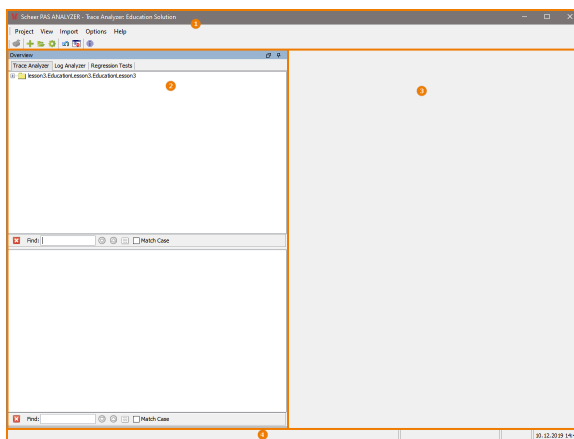 Scheer PAS ANALYZER - Trace Analyzer Education Solution
1
Project View Import Options Help
Overview
Trace Analyzer Log Analyzer Regression Tests
lesson3.EducationLesson3.EducationLesson3
2
3
Find: Match Case
Find: Match Case
4
10.12.2019 14: